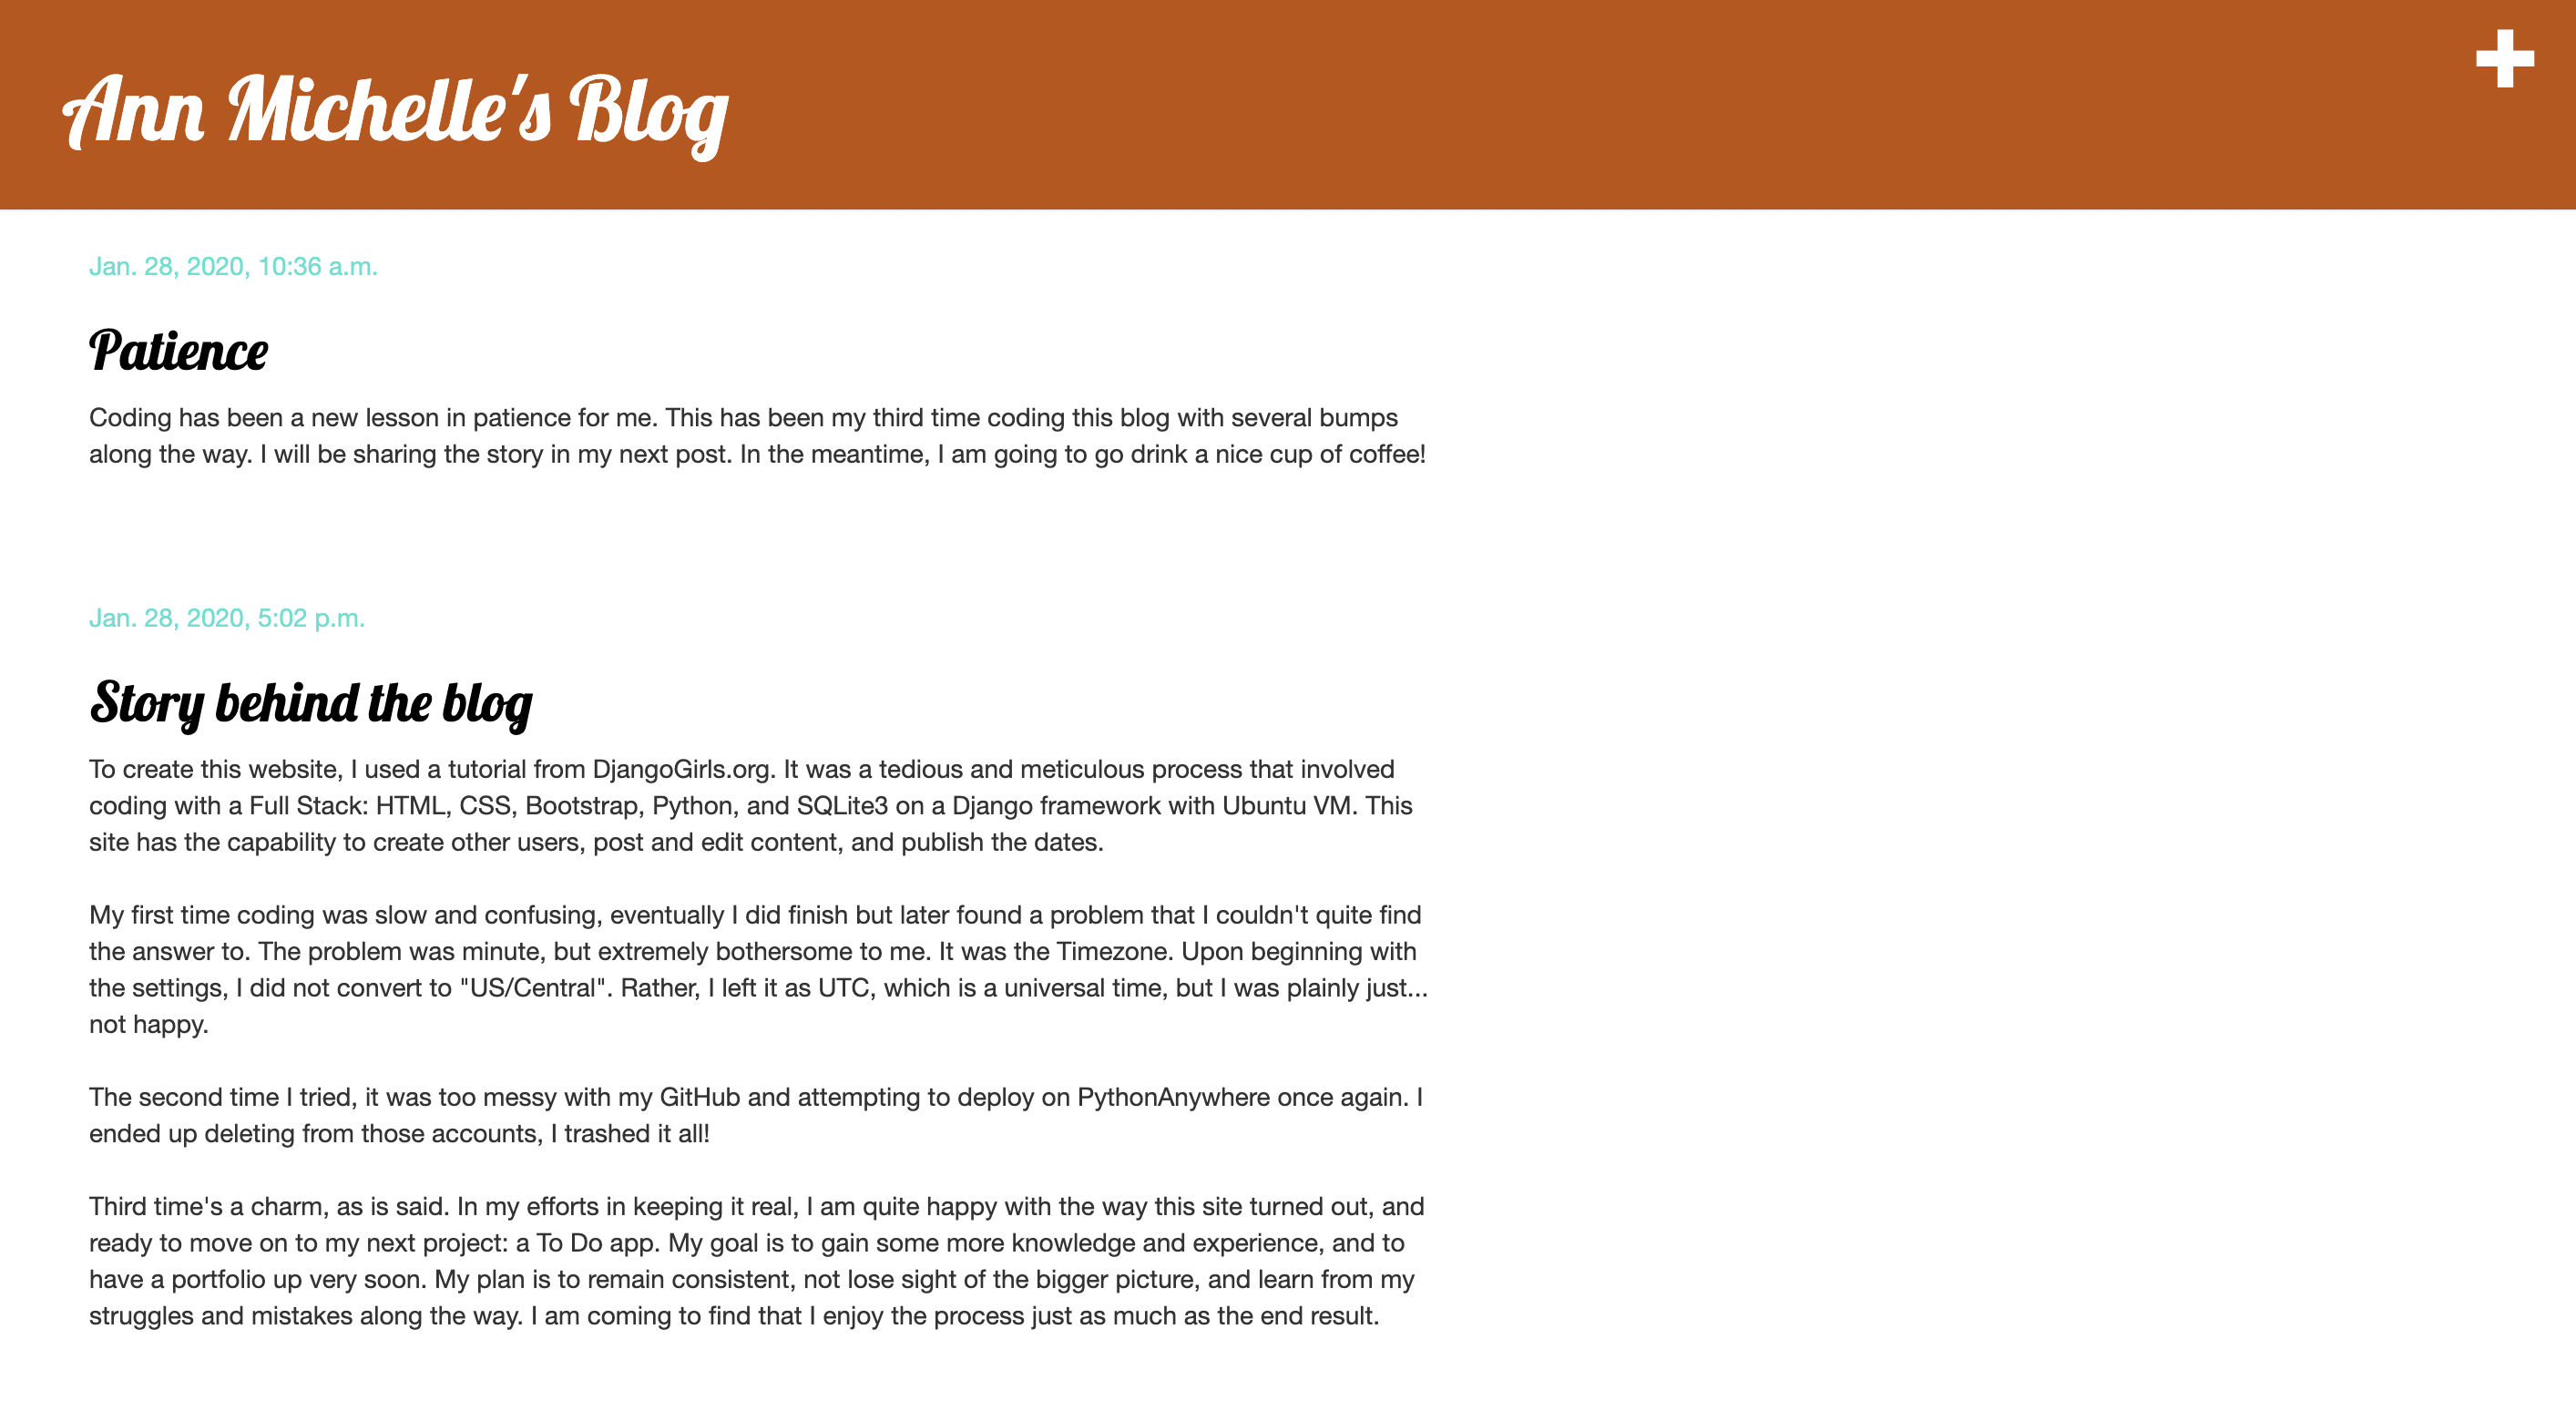 Ann Michelle's Blog
Jan. 28, 2020, 10:36 a.m.
Patience
Coding has been a new lesson in patience for me. This has been my third time coding this blog with several bumps
along the way. I will be sharing the story in my next post. In the meantime, I am going to go drink a nice cup of coffee!
Jan. 28, 2020, 5:02 p.m.
Story behind the blog
To create this website, I used a tutorial from DjangoGirls.org. It was a tedious and meticulous process that involved
coding with a Full Stack: HTML, CSS, Bootstrap, Python, and SQLite3 on a Django framework with Ubuntu VM. This
site has the capability to create other users, post and edit content, and publish the dates.
My first time coding was slow and confusing, eventually I did finish but later found a problem that I couldn't quite find
the answer to. The problem was minute, but extremely bothersome to me. It was the Timezone. Upon beginning with
the settings, I did not convert to "US/Central". Rather, I left it as UTC, which is a universal time, but I was plainly just...
not happy.
The second time I tried, it was too messy with my GitHub and attempting to deploy on PythonAnywhere once again. I
ended up deleting from those accounts, I trashed it all!
Third time's a charm, as is said. In my efforts in keeping it real, I am quite happy with the way this site turned out, and
ready to move on to my next project: a To Do app. My goal is to gain some more knowledge and experience, and to
have a portfolio up very soon. My plan is to remain consistent, not lose sight of the bigger picture, and learn from my
struggles and mistakes along the way. I am coming to find that I enjoy the process just as much as the end result.